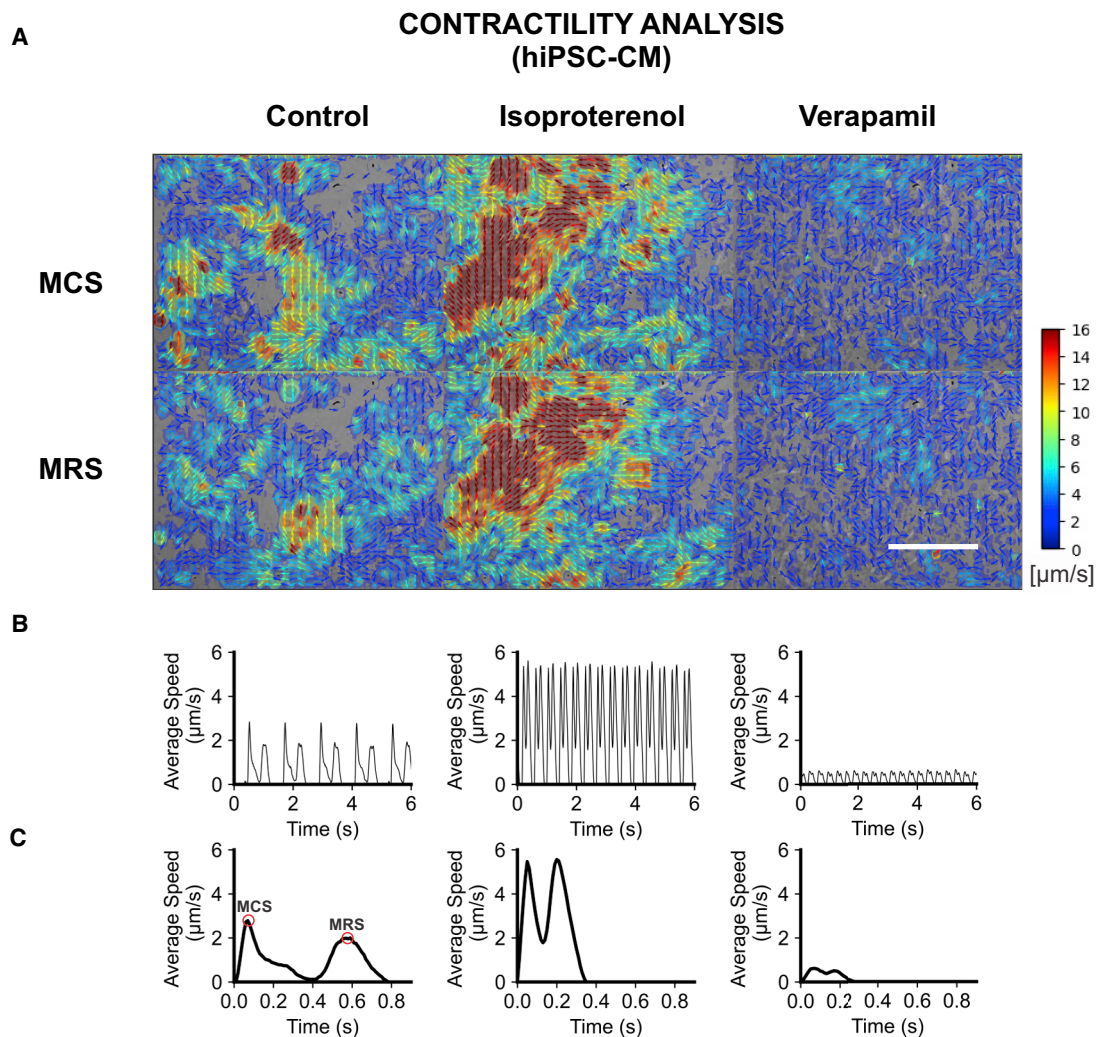 A
CONTRACTILITY ANALYSIS
(hiPSC-CM)
Control Isoproterenol Verapamil
MCS
MRS
16
14
12
10
8
6
4
2
0
[µm/s]
B
Average Speed
(µm/s)
6
4
2
0
0 2 4 6
Time (s)
Average Speed
(µm/s)
6
4
2
0
0 2 4 6
Time (s)
Average Speed
(µm/s)
6
4
2
0
0 2 4 6
Time (s)
C
Average Speed
(µm/s)
6
4
2
0
MCS
MRS
0.0 0.2 0.4 0.6 0.8
Time (s)
Average Speed
(µm/s)
6
4
2
0
0.0 0.2 0.4 0.6 0.8
Time (s)
Average Speed
(µm/s)
6
4
2
0
0.0 0.2 0.4 0.6 0.8
Time (s)